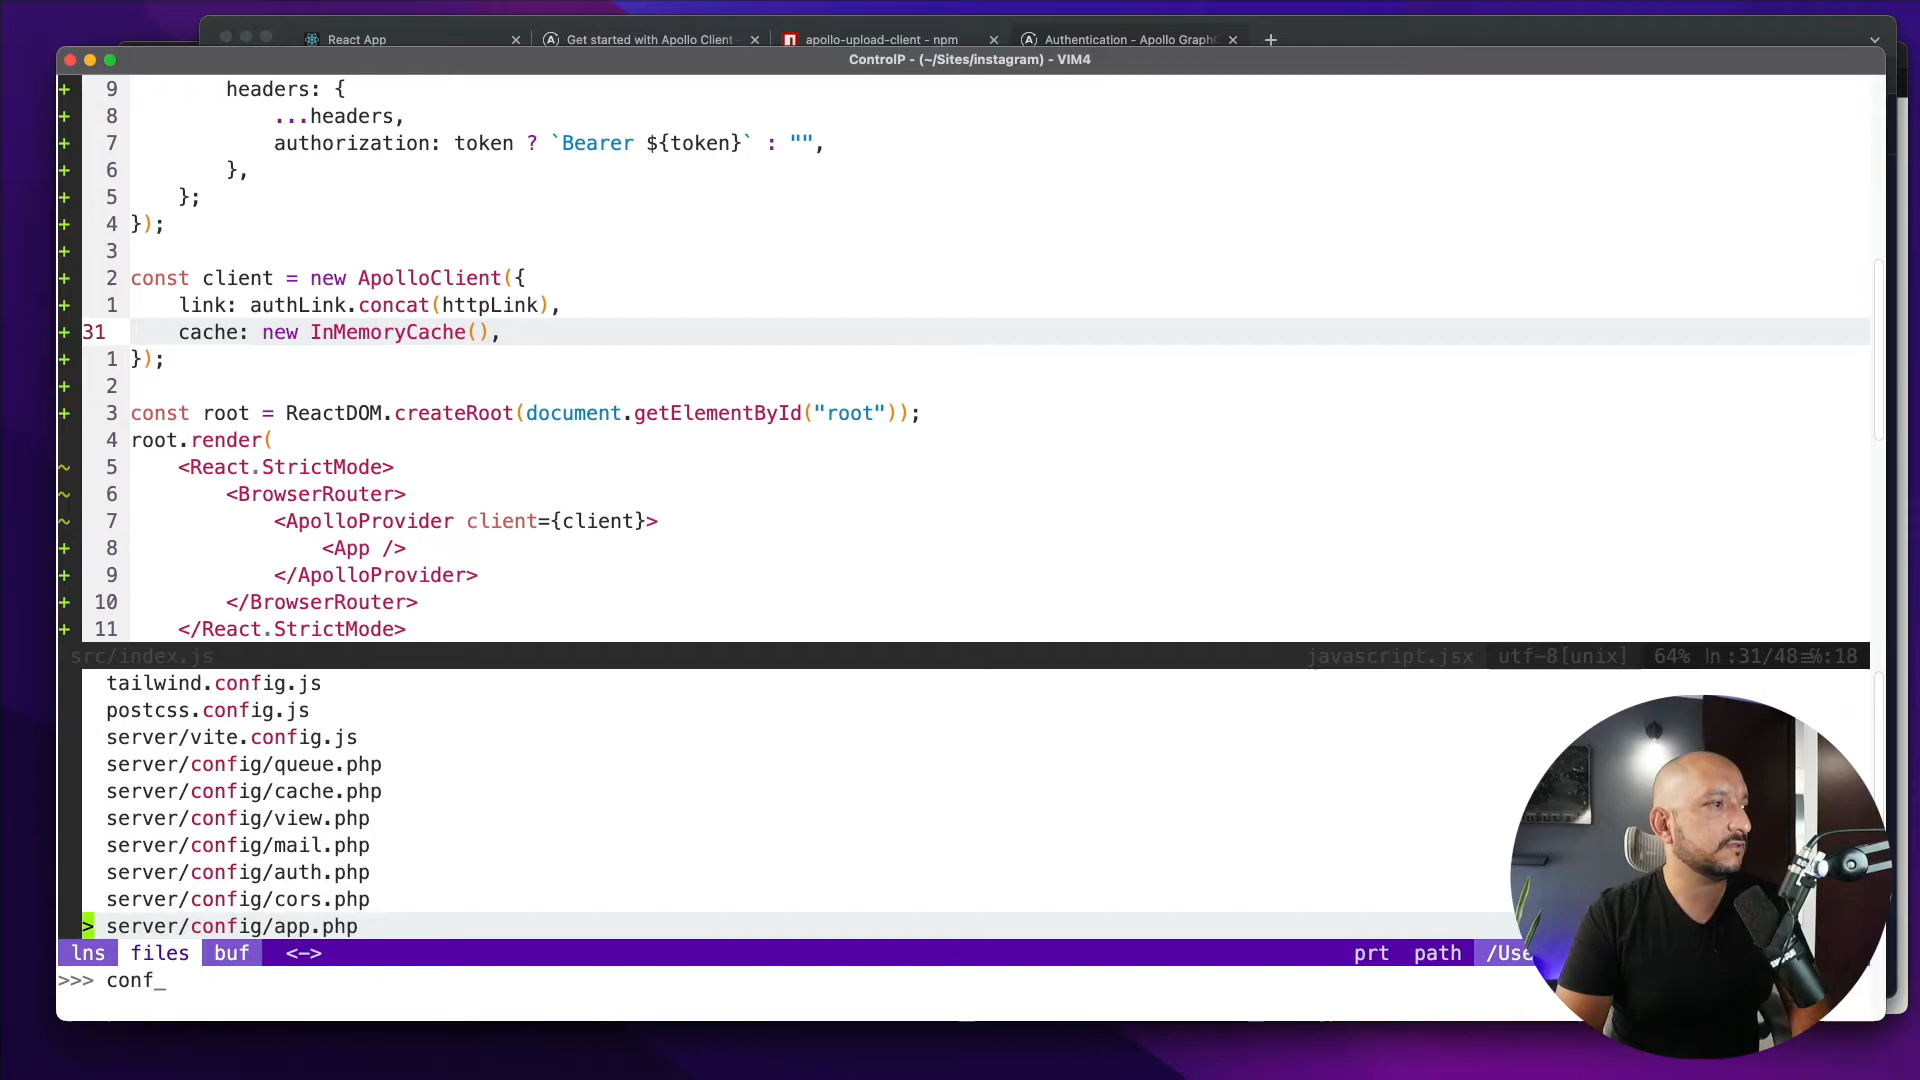 React App
Get started with Apollo Client
apollo-upload-client - npm
Authentication - Apollo Graph
ControlP - (~/Sites/instagram) - VIM4
+ 9 headers: {
+ 8 ...headers,
+ 7 authorization: token ? `Bearer ${token}` : "",
+ 6 },
+ 5 };
+ 4 });
+ 3
+ 2 const client = new ApolloClient({
+ 1 link: authLink.concat(httpLink),
+ 31 cache: new InMemoryCache(),
+ 1 });
+ 2
+ 3 const root = ReactDOM.createRoot(document.getElementById("root"));
4 root.render(
~ 5 <React.StrictMode>
~ 6 <BrowserRouter>
~ 7 <ApolloProvider client={client}>
+ 8 <App />
+ 9 </ApolloProvider>
+ 10 </BrowserRouter>
+ 11 </React.StrictMode>
src/index.js javascript.jsx utf-8[unix] 64% ln:31/48≡℅:18
tailwind.config.js
postcss.config.js
server/vite.config.js
server/config/queue.php
server/config/cache.php
server/config/view.php
server/config/mail.php
server/config/auth.php
server/config/cors.php
> server/config/app.php
lns files buf <-> prt path /Use
>>> conf_